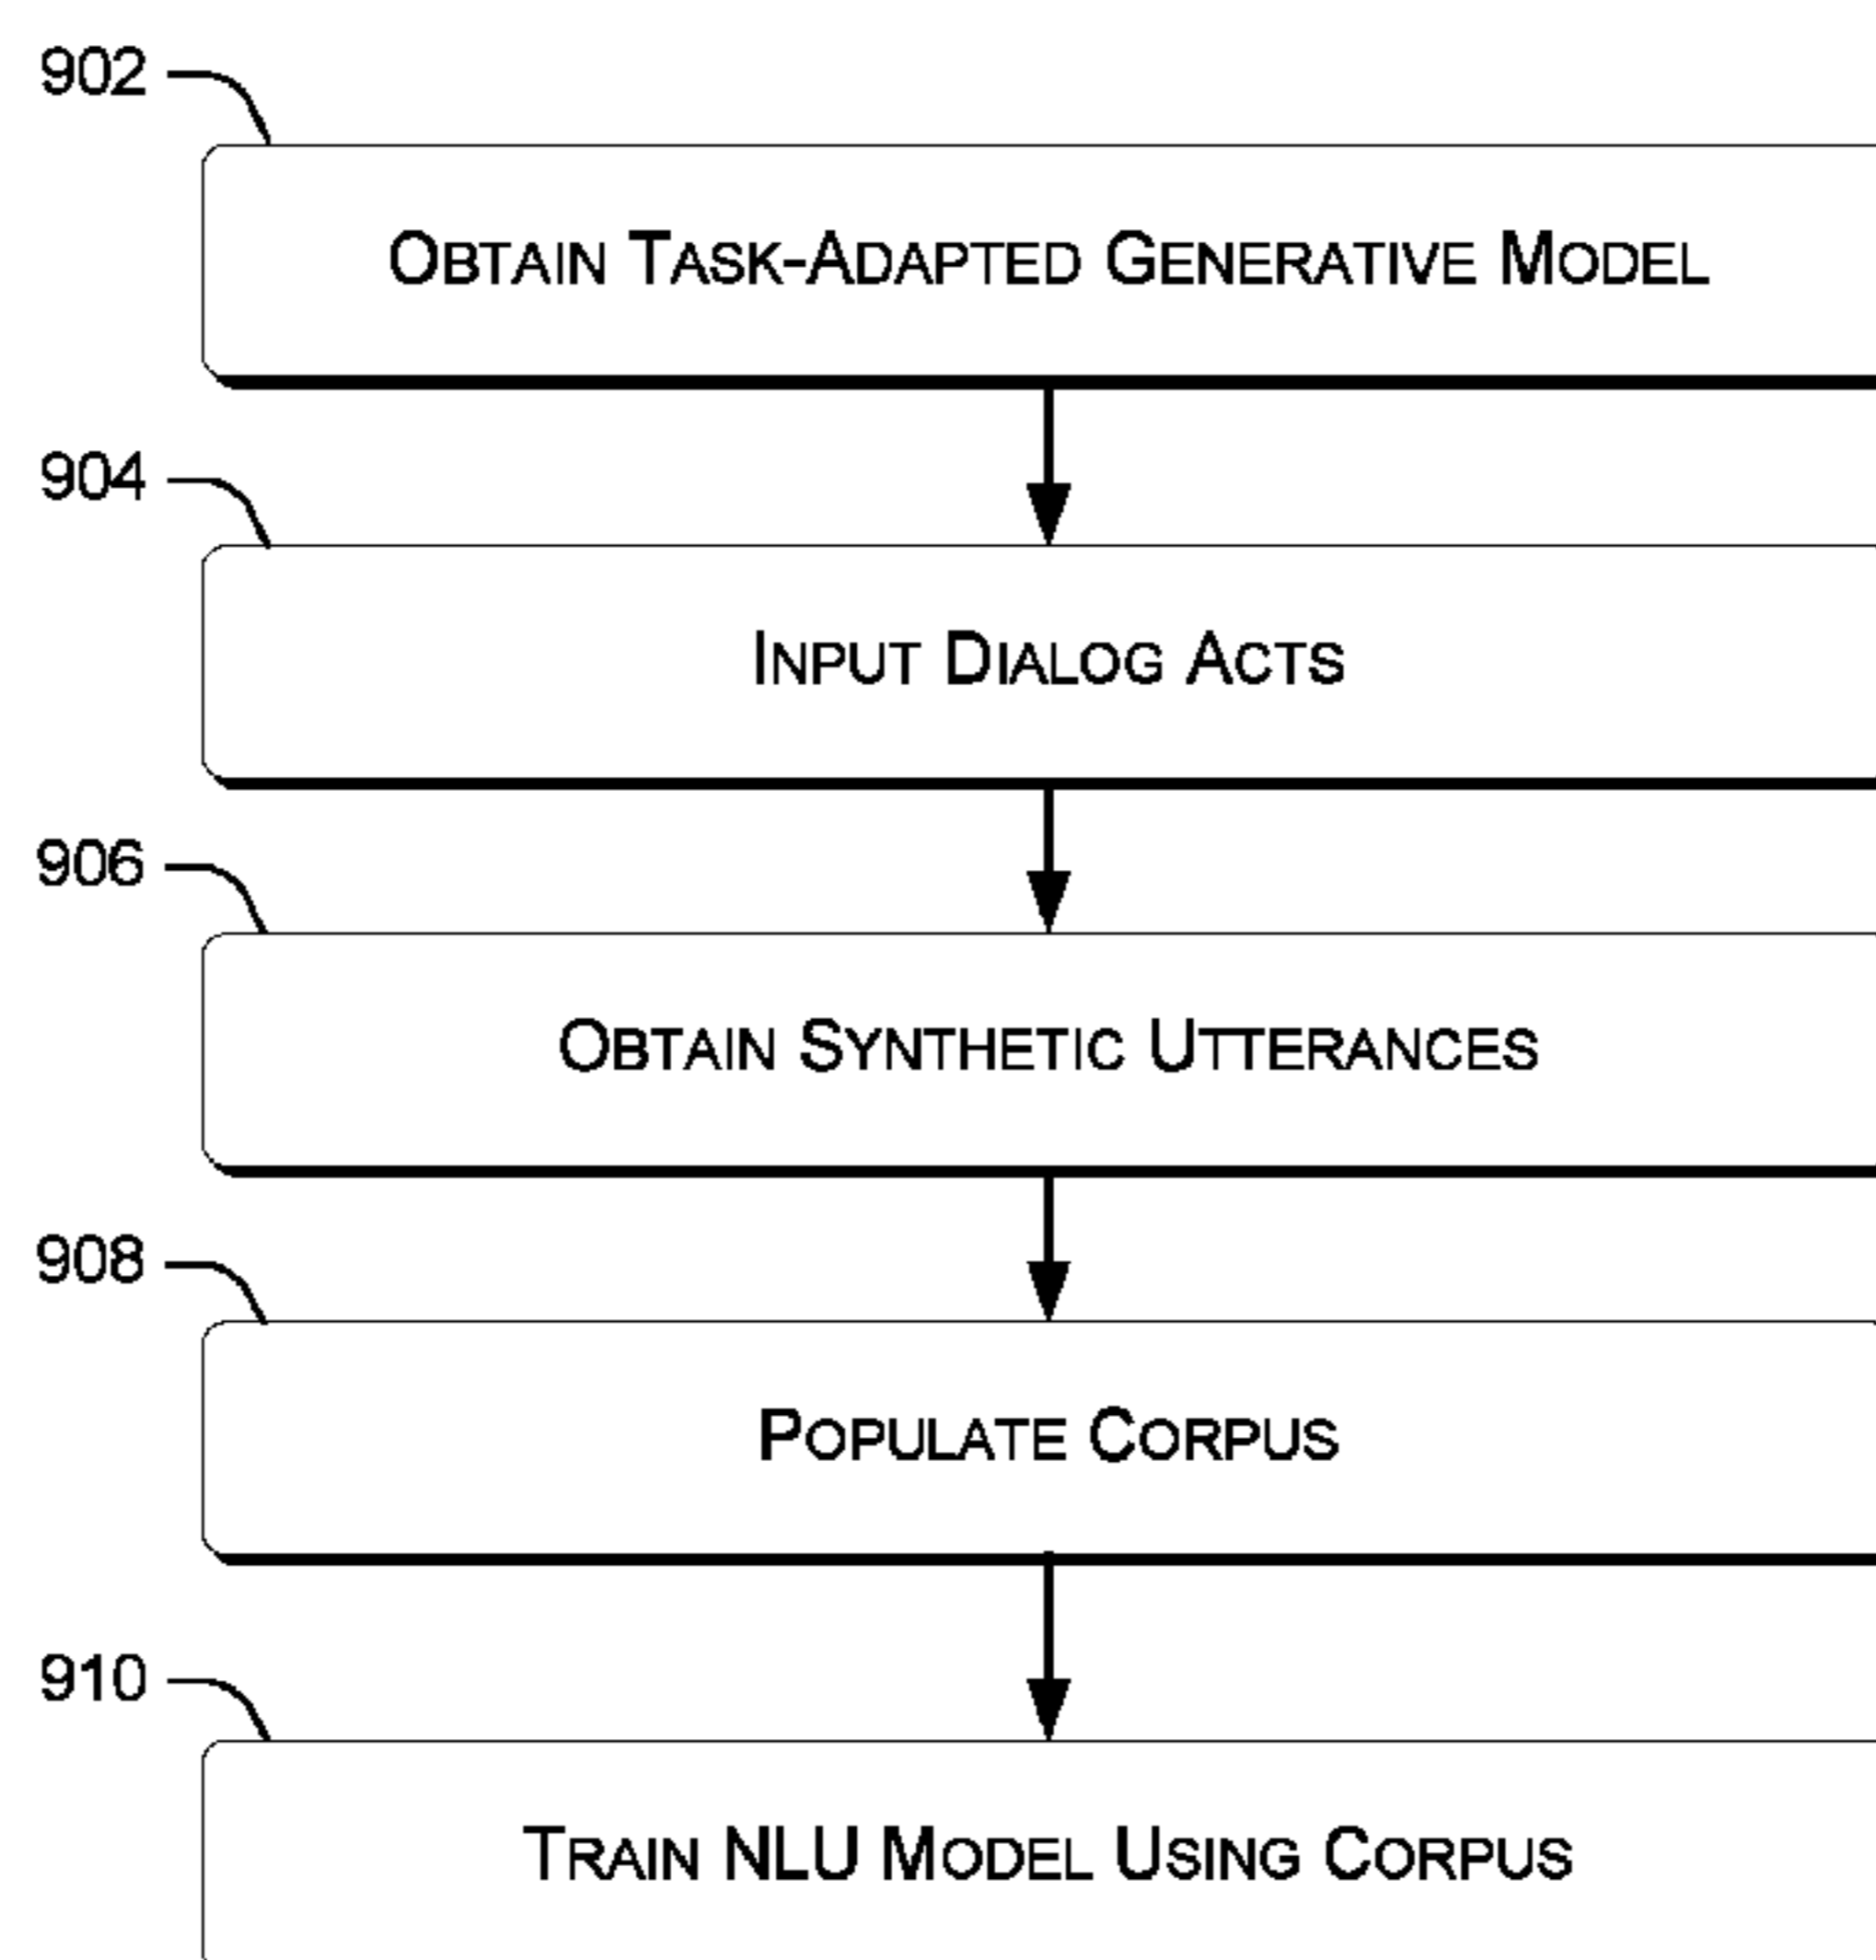 902
OBTAIN TASK-ADAPTED GENERATIVE MODEL
904
INPUT DIALOG ACTS
906
OBTAIN SYNTHETIC UTTERANCES
908
POPULATE CORPUS
910
TRAIN NLU MODEL USING CORPUS